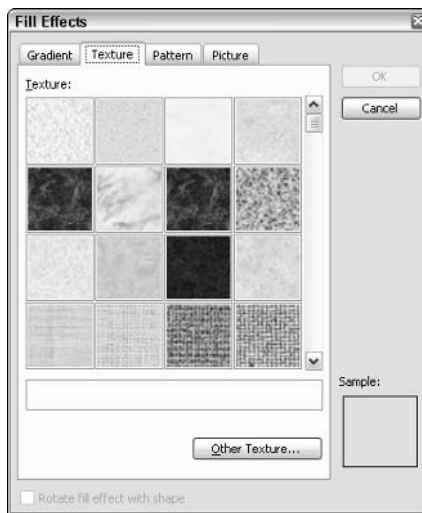 Fill Effects
Gradient Texture Pattern Picture
Texture:
OK
Cancel
Sample:
Other Texture...
Rotate fill effect with shape